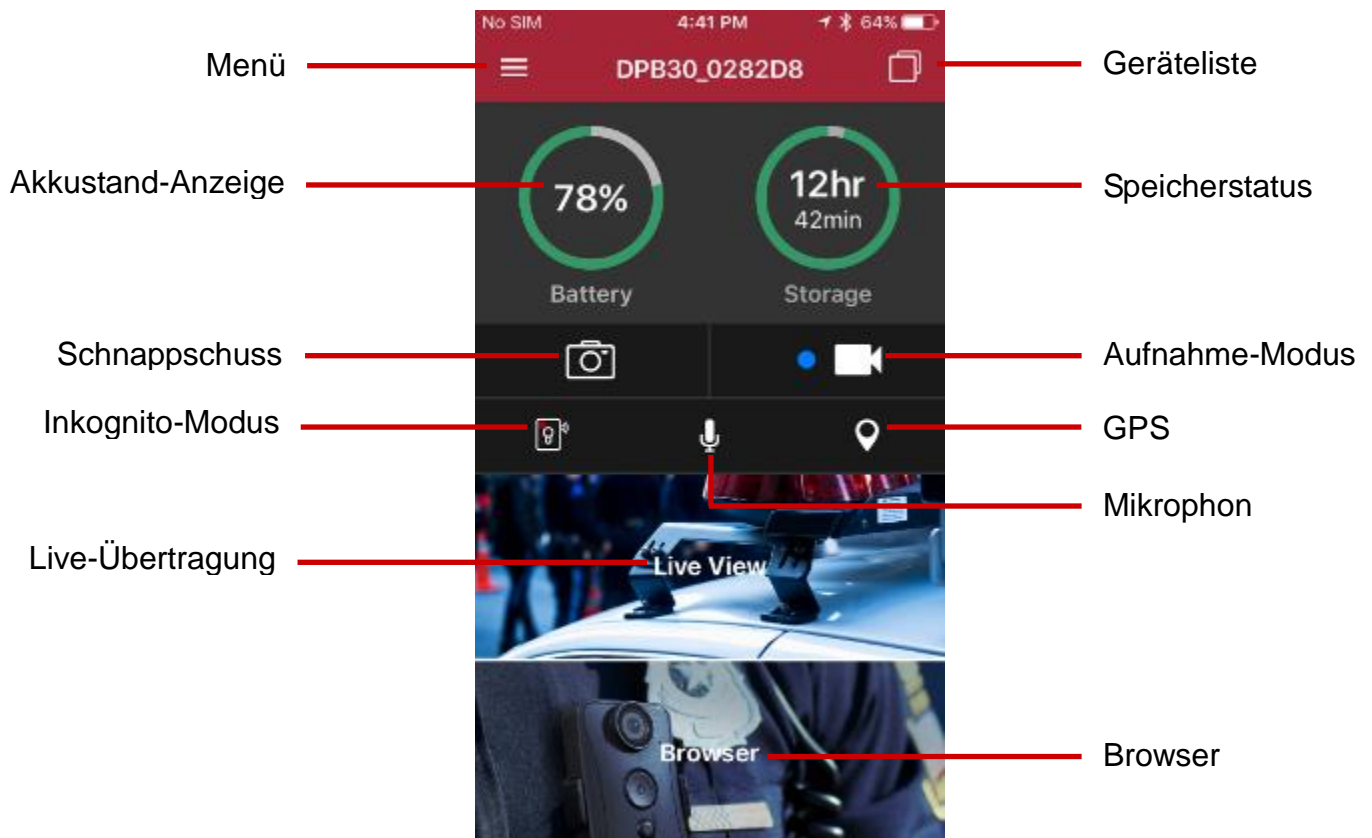 No SIM 4:41 PM 64%
Menü DPB30_0282D8 Geräteliste
Akkustand-Anzeige 78% 12hr Speicherstatus
42min
Battery Storage
Schnappschuss Aufnahme-Modus
Inkognito-Modus GPS
Mikrophon
Live-Übertragung Live View
Browser Browser